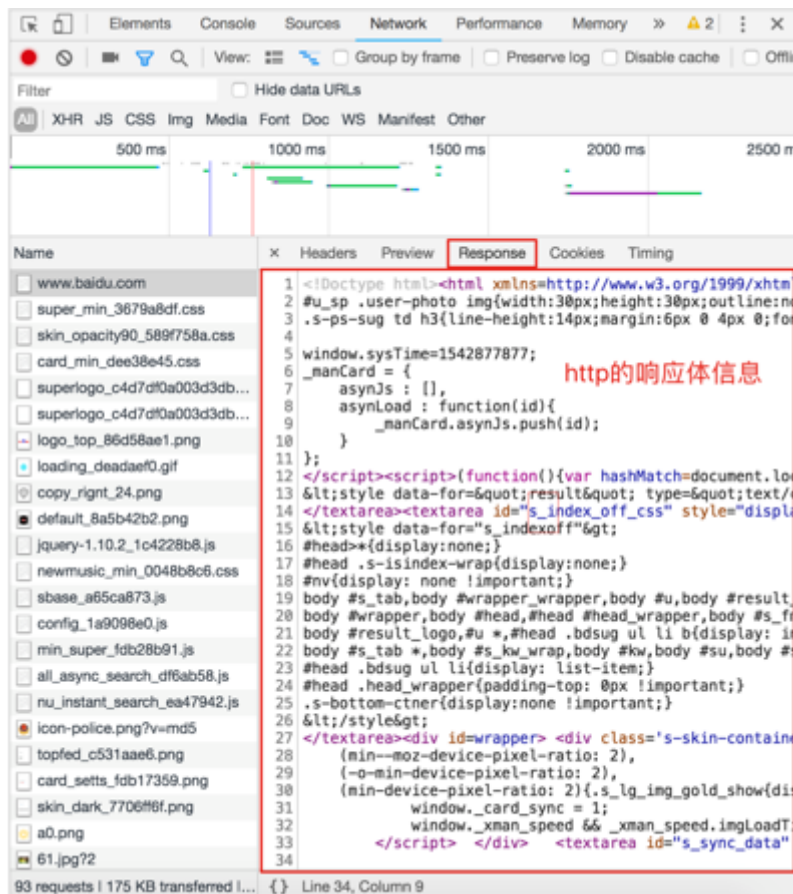 Elements Console Sources Network Performance Memory » 2
View: Group by frame Preserve log Disable cache
Filter Hide data URLs
All XHR JS CSS Img Media Font Doc WS Manifest Other
500 ms 1000 ms 1500 ms 2000 ms 2500 m
Name × Headers Preview Response Cookies Timing
www.baidu.com
super_min_3679a8df.css
skin_opacity90_589f758a.css
card_min_dee38e45.css
superlogo_c4d7df0a003d3db...
superlogo_c4d7df0a003d3db...
logo_top_86d58ae1.png
loading_deadaef0.gif
copy_rignt_24.png
default_8a5b42b2.png
jquery-1.10.2_1c4228b8.js
newmusic_min_0048b8c6.css
sbase_a65ca873.js
config_1a9098e0.js
min_super_fdb28b91.js
all_async_search_df6ab58.js
nu_instant_search_ea47942.js
icon-police.png?v=md5
topfed_c531aae6.png
card_setts_fdb17359.png
skin_dark_7706ff6f.png
a0.png
61.jpg?2
93 requests | 175 KB transferred |...
1 <!Doctype html><html xmlns=http://www.w3.org/1999/xhtml
2 #u_sp .user-photo img{width:30px;height:30px;outline:no
3 .s-ps-sug td h3{line-height:14px;margin:6px 0 4px 0;fon
4
5 window.sysTime=1542877877;
6 _manCard = {
7 asynJs : [],
8 asynLoad : function(id){
9 _manCard.asynJs.push(id);
10 }
11 };
http的响应体信息
12 </script><script>(function(){var hashMatch=document.loc
13 &lt;style data-for=&quot;result&quot; type=&quot;text/c
14 </textarea><textarea id="s_index_off_css" style="displa
15 &lt;style data-for="s_indexoff"&gt;
16 #head>*{display:none;}
17 #head .s-isindex-wrap{display:none;}
18 #nv{display: none !important;}
19 body #s_tab,body #wrapper_wrapper,body #u,body #result_
20 body #wrapper,body #head,#head #head_wrapper,body #s_fm
21 body #result_logo,#u *,#head .bdsug ul li b{display: in
22 body #s_tab *,body #s_kw_wrap,body #kw,body #su,body #s
23 #head .bdsug ul li{display: list-item;}
24 #head .head_wrapper{padding-top: 0px !important;}
25 .s-bottom-ctner{display:none !important;}
26 &lt;/style&gt;
27 </textarea><div id=wrapper> <div class='s-skin-containe
28 (min--moz-device-pixel-ratio: 2),
29 (-o-min-device-pixel-ratio: 2),
30 (min-device-pixel-ratio: 2){.s_lg_img_gold_show{dis
31 window._card_sync = 1;
32 window._xman_speed && _xman_speed.imgLoadTi
33 </script> </div> <textarea id="s_sync_data"
34
{} Line 34, Column 9